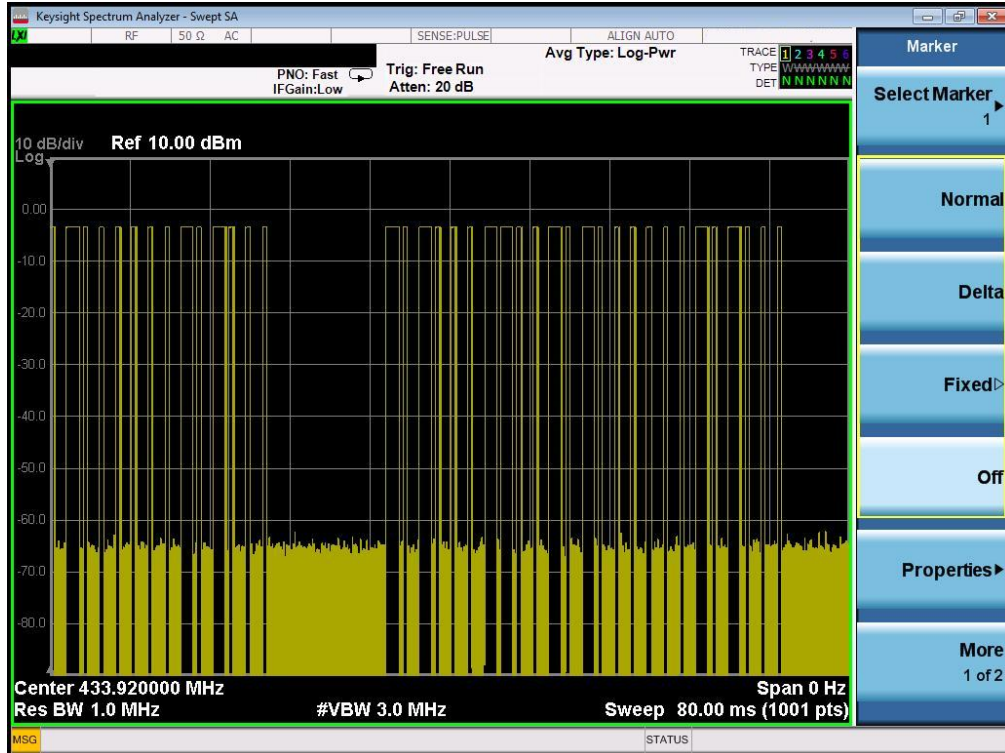 Keysight Spectrum Analyzer - Swept SA
LXI RF 50 Ω AC SENSE:PULSE ALIGN AUTO
Marker
Avg Type: Log-Pwr
TRACE 1 2 3 4 5 6
PNO: Fast Trig: Free Run
TYPE WWWWWW
IFGain:Low Atten: 20 dB
DET N N N N N N
Select Marker
1
10 dB/div Ref 10.00 dBm
Log
Normal
0.00
-10.0
Delta
-20.0
-30.0
Fixed
-40.0
-50.0
Off
-60.0
-70.0
Properties
-80.0
More
1 of 2
Center 433.920000 MHz Span 0 Hz
Res BW 1.0 MHz #VBW 3.0 MHz Sweep 80.00 ms (1001 pts)
MSG STATUS